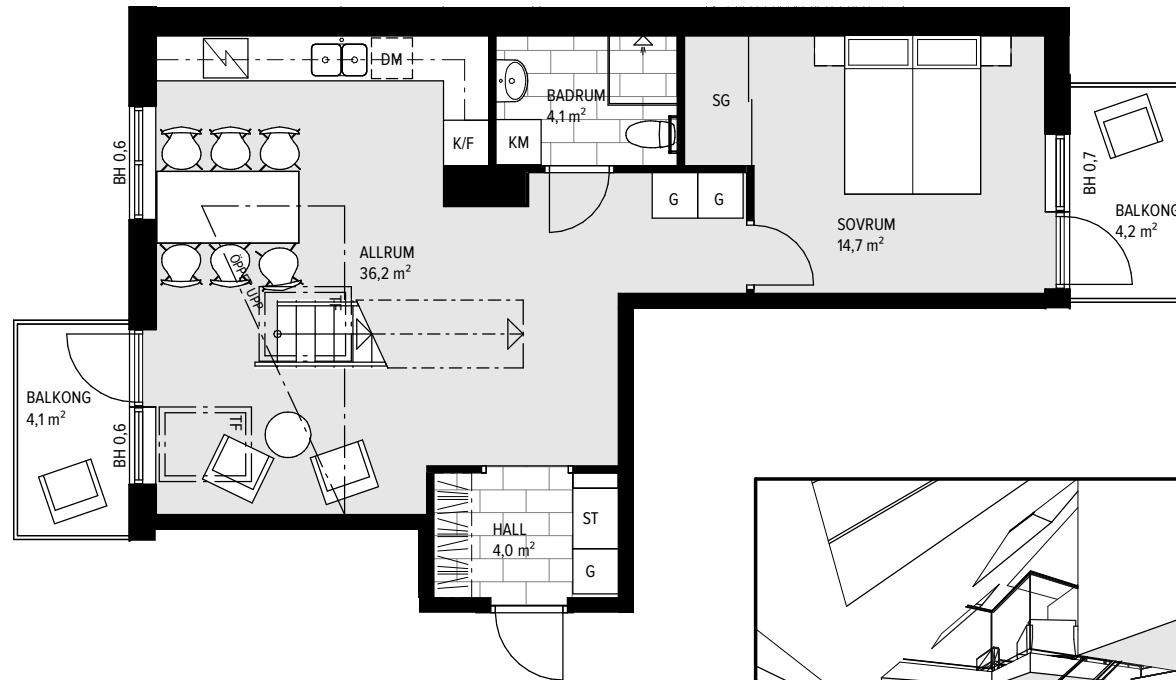 DM
K/F
BADRUM
4,1 m²
KM
SG
G
G
SOVRUM
14,7 m²
BH 0,6
BH 0,7
BALKONG
4,2 m²
ALLRUM
36,2 m²
ÖPPET UPP
TF
BALKONG
4,1 m²
BH 0,6
TF
HALL
4,0 m²
ST
G